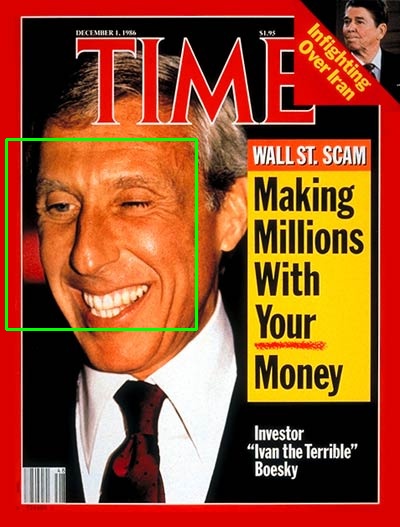 DECEMBER 1, 1986
$1.95
TIME
Infighting
Over Iran
WALL ST. SCAM
Making
Millions
With
Your
Money
Investor
"Ivan the Terrible"
Boesky
48